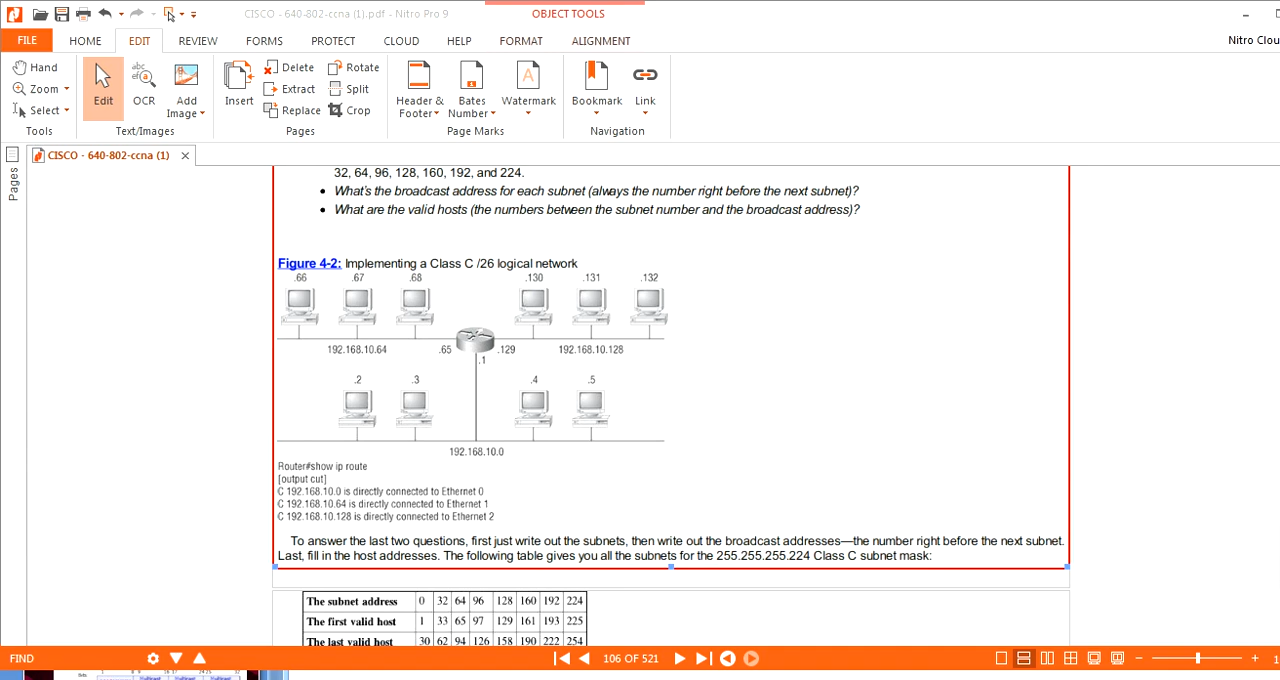 CISCO - 640-802-ccna (1).pdf - Nitro Pro 9
OBJECT TOOLS
FILE HOME EDIT REVIEW FORMS PROTECT CLOUD HELP FORMAT ALIGNMENT
Nitro Clou
Hand
Zoom
Select
Tools
Edit
abc
OCR
Add Image
Text/Images
Insert
Delete
Extract
Replace
Rotate
Split
Crop
Pages
Header & Footer
Bates Number
Watermark
Page Marks
Bookmark
Link
Navigation
CISCO - 640-802-ccna (1)
Pages
32, 64, 96, 128, 160, 192, and 224.
• What's the broadcast address for each subnet (always the number right before the next subnet)?
• What are the valid hosts (the numbers between the subnet number and the broadcast address)?
Figure 4-2: Implementing a Class C /26 logical network
.66 .67 .68 .130 .131 .132
192.168.10.64 .65 .129 192.168.10.128
.1
.2 .3 .4 .5
192.168.10.0
Router#show ip route
[output cut]
C 192.168.10.0 is directly connected to Ethernet 0
C 192.168.10.64 is directly connected to Ethernet 1
C 192.168.10.128 is directly connected to Ethernet 2
To answer the last two questions, first just write out the subnets, then write out the broadcast addresses—the number right before the next subnet.
Last, fill in the host addresses. The following table gives you all the subnets for the 255.255.255.224 Class C subnet mask:
The subnet address 0 32 64 96 128 160 192 224
The first valid host 1 33 65 97 129 161 193 225
The last valid host 30 62 94 126 158 190 222 254
FIND
106 OF 521